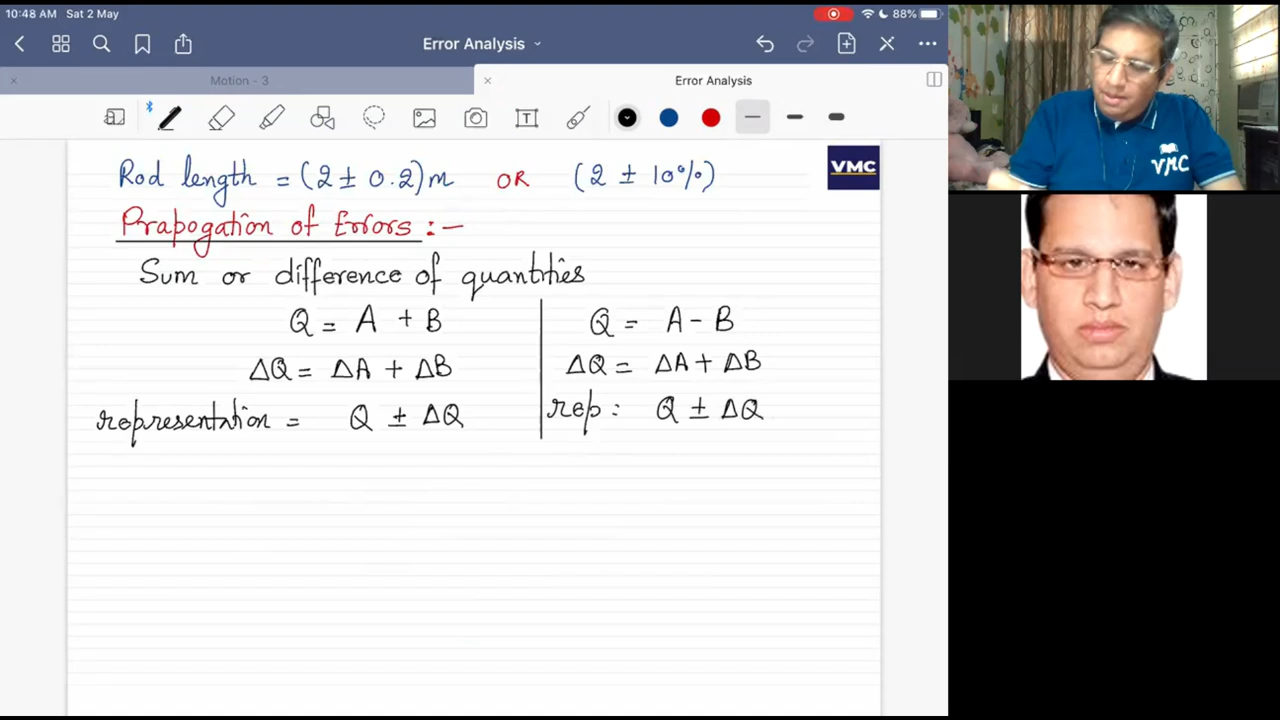 10:48 AM Sat 2 May 88%
Error Analysis
Motion - 3
Error Analysis
Rod length = (2 ± 0.2)m OR (2 ± 10%)
VMC
Prapogation of Errors :-
Sum or difference of quantities
Q = A + B
ΔQ = ΔA + ΔB
representation = Q ± ΔQ
Q = A - B
ΔQ = ΔA + ΔB
rep: Q ± ΔQ
VMC